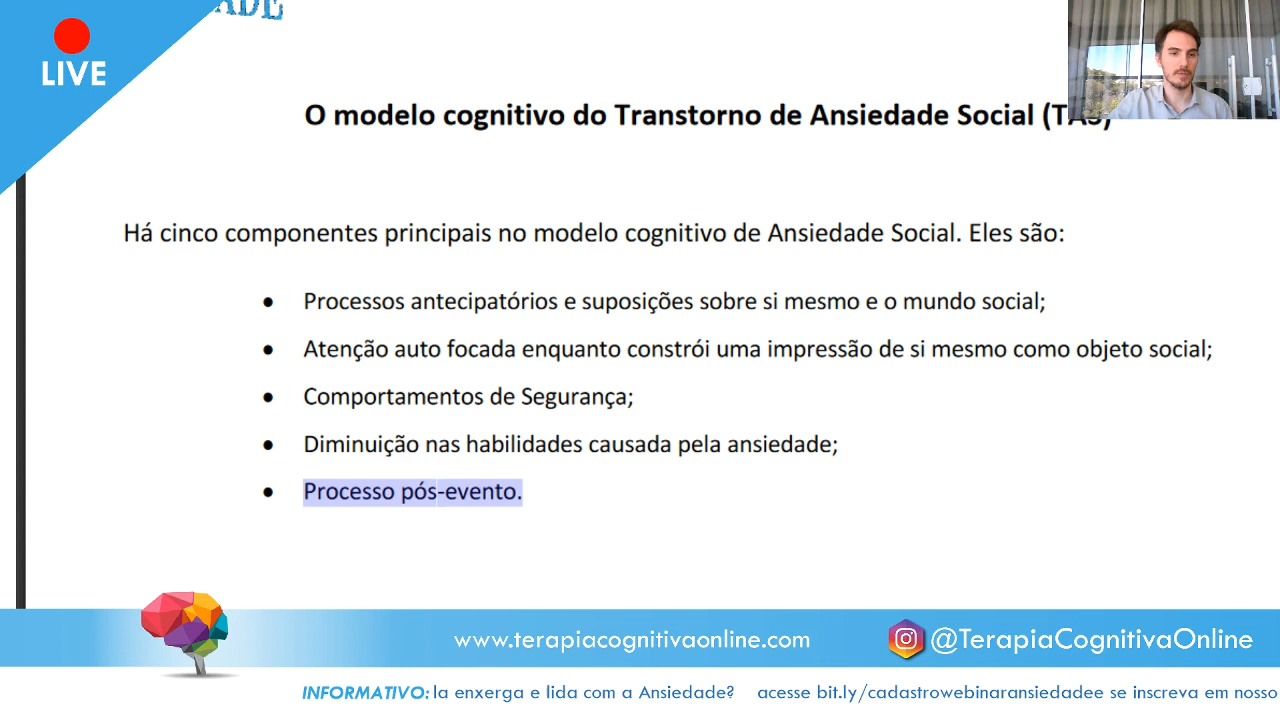 LIVE
O modelo cognitivo do Transtorno de Ansiedade Social (TAS)
Há cinco componentes principais no modelo cognitivo de Ansiedade Social. Eles são:
• Processos antecipatórios e suposições sobre si mesmo e o mundo social;
• Atenção auto focada enquanto constrói uma impressão de si mesmo como objeto social;
• Comportamentos de Segurança;
• Diminuição nas habilidades causada pela ansiedade;
• Processo pós-evento.
www.terapiacognitivaonline.com
@TerapiaCognitivaOnline
INFORMATIVO: la enxerga e lida com a Ansiedade? acesse bit.ly/cadastrowebinaransiedadee se inscreva em nosso